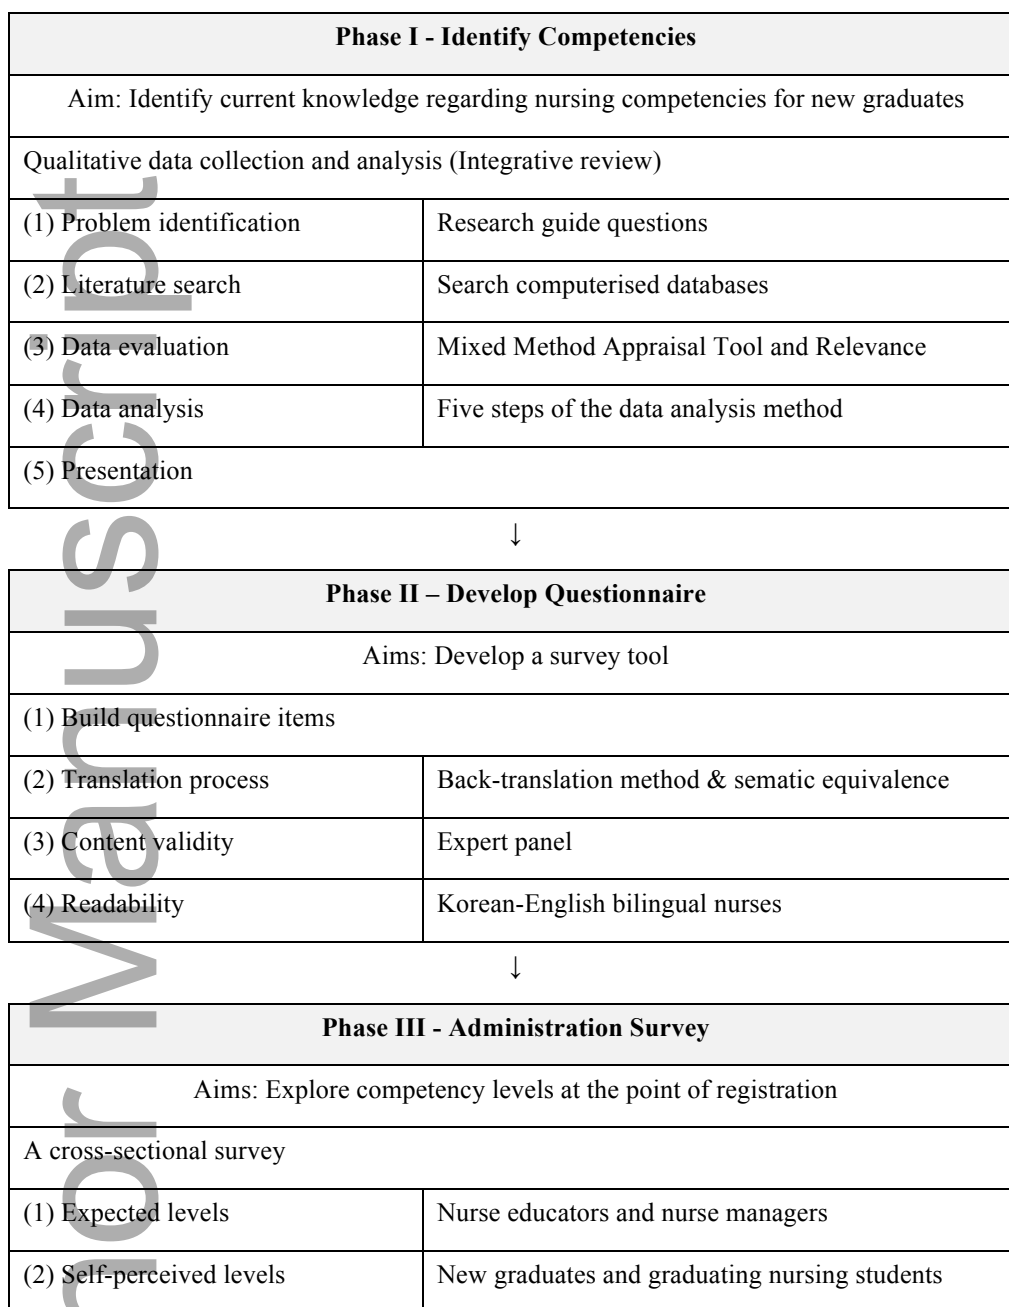 Phase I - Identify Competencies
Aim: Identify current knowledge regarding nursing competencies for new graduates
Qualitative data collection and analysis (Integrative review)
(1) Problem identification Research guide questions
(2) Literature search Search computerised databases
(3) Data evaluation Mixed Method Appraisal Tool and Relevance
(4) Data analysis Five steps of the data analysis method
(5) Presentation
↓
Phase II – Develop Questionnaire
Aims: Develop a survey tool
(1) Build questionnaire items
(2) Translation process Back-translation method & sematic equivalence
(3) Content validity Expert panel
(4) Readability Korean-English bilingual nurses
↓
Phase III - Administration Survey
Aims: Explore competency levels at the point of registration
A cross-sectional survey
(1) Expected levels Nurse educators and nurse managers
(2) Self-perceived levels New graduates and graduating nursing students
Manuscript